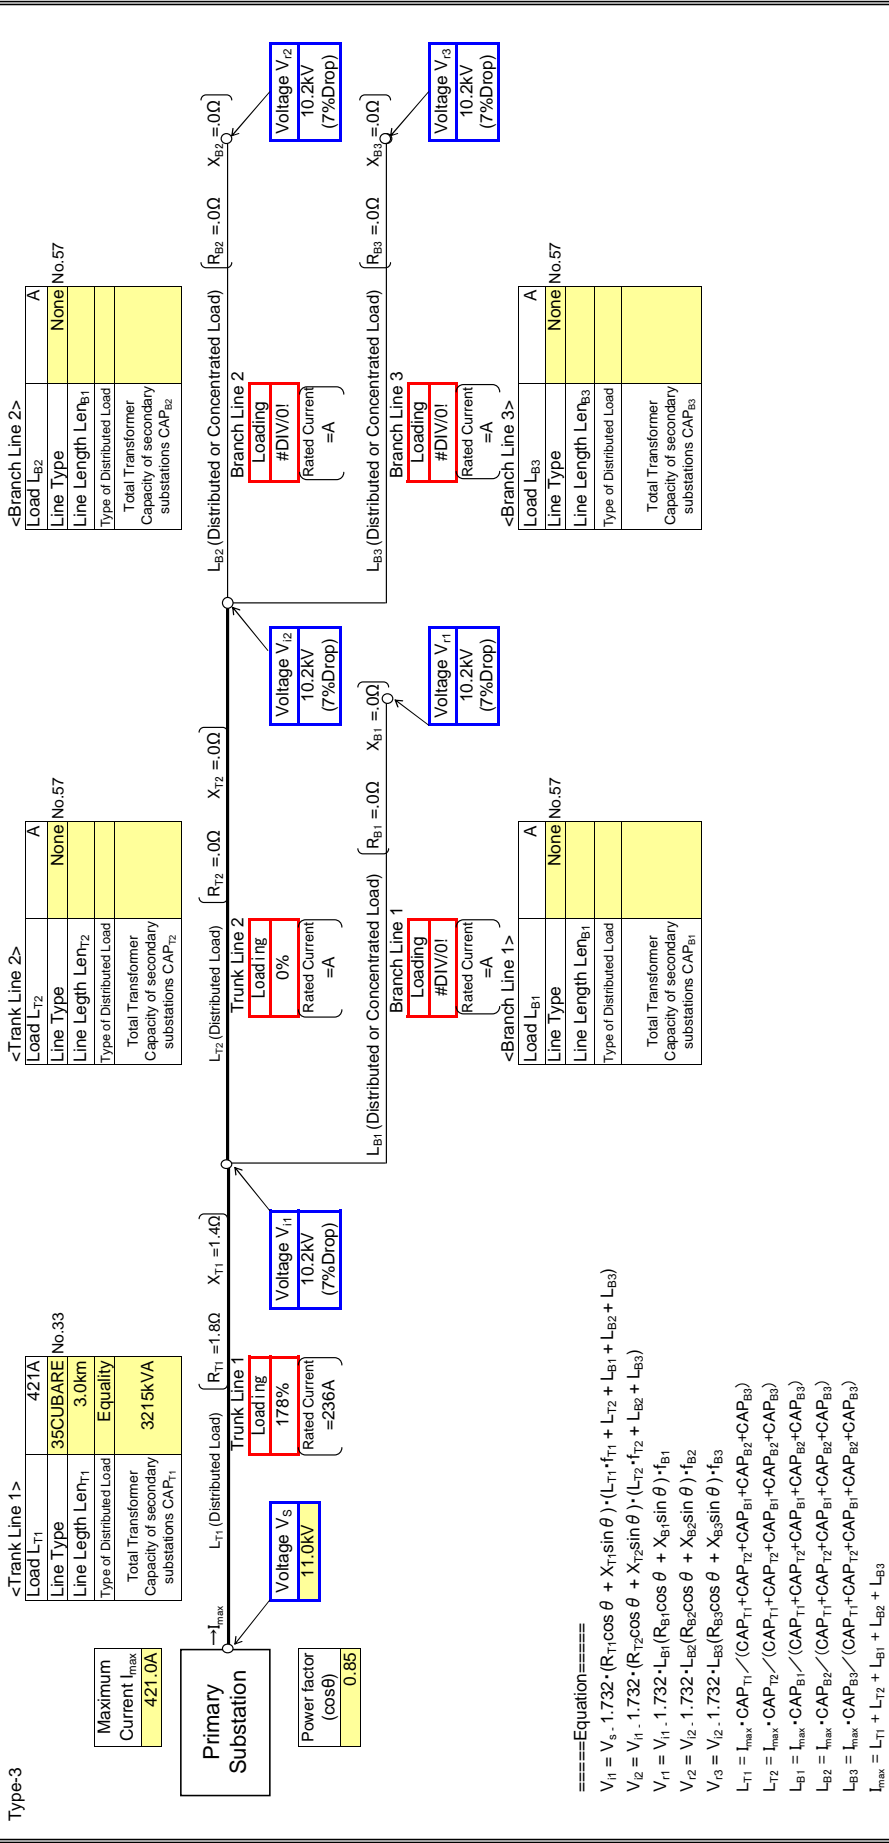 Type-3
<Trank Line 1>
Load LT1 421A
Line Type 35CUBARE No.33
Line Legth LenT1 3.0km
Type of Distributed Load Equality
Total Transformer
Capacity of secondary
substations CAPT1 3215kVA
<Trank Line 2>
Load LT2 A
Line Type None No.57
Line Legth LenT2
Type of Distributed Load
Total Transformer
Capacity of secondary
substations CAPT2
<Branch Line 2>
Load LB2 A
Line Type None No.57
Line Length LenB1
Type of Distributed Load
Total Transformer
Capacity of secondary
substations CAPB2
Maximum
Current Imax
421.0A
Primary
Substation
→Imax
Power factor
(cosθ)
0.85
Voltage VS
11.0kV
LT1 (Distributed Load)
(RT1 =1.8Ω XT1 =1.4Ω)
Trunk Line 1
Loading
178%
(Rated Current
=236A)
Voltage Vi1
10.2kV
(7%Drop)
LT2 (Distributed Load)
(RT2 =.0Ω XT2 =.0Ω)
Trunk Line 2
Loading
0%
(Rated Current
=A)
Voltage Vi2
10.2kV
(7%Drop)
LB2 (Distributed or Concentrated Load)
(RB2 =.0Ω XB2 =.0Ω)
Branch Line 2
Loading
#DIV/0!
(Rated Current
=A)
Voltage Vr2
10.2kV
(7%Drop)
LB1 (Distributed or Concentrated Load)
(RB1 =.0Ω XB1 =.0Ω)
Branch Line 1
Loading
#DIV/0!
(Rated Current
=A)
Voltage Vr1
10.2kV
(7%Drop)
LB3 (Distributed or Concentrated Load)
(RB3 =.0Ω XB3 =.0Ω)
Branch Line 3
Loading
#DIV/0!
(Rated Current
=A)
Voltage Vr3
10.2kV
(7%Drop)
<Branch Line 1>
Load LB1 A
Line Type None No.57
Line Length LenB1
Type of Distributed Load
Total Transformer
Capacity of secondary
substations CAPB1
<Branch Line 3>
Load LB3 A
Line Type None No.57
Line Length LenB3
Type of Distributed Load
Total Transformer
Capacity of secondary
substations CAPB3
=====Equation=====
Vi1 = Vs - 1.732・(RT1cosθ + XT1sinθ)・(LT1・fT1 + LT2 + LB1 + LB2 + LB3)
Vi2 = Vi1 - 1.732・(RT2cosθ + XT2sinθ)・(LT2・fT2 + LB2 + LB3)
Vr1 = Vi1 - 1.732・LB1(RB1cosθ + XB1sinθ)・fB1
Vr2 = Vi2 - 1.732・LB2(RB2cosθ + XB2sinθ)・fB2
Vr3 = Vi2 - 1.732・LB3(RB3cosθ + XB3sinθ)・fB3
LT1 = Imax・CAPT1／(CAPT1+CAPT2+CAPB1+CAPB2+CAPB3)
LT2 = Imax・CAPT2／(CAPT1+CAPT2+CAPB1+CAPB2+CAPB3)
LB1 = Imax・CAPB1／(CAPT1+CAPT2+CAPB1+CAPB2+CAPB3)
LB2 = Imax・CAPB2／(CAPT1+CAPT2+CAPB1+CAPB2+CAPB3)
LB3 = Imax・CAPB3／(CAPT1+CAPT2+CAPB1+CAPB2+CAPB3)
Imax = LT1 + LT2 + LB1 + LB2 + LB3